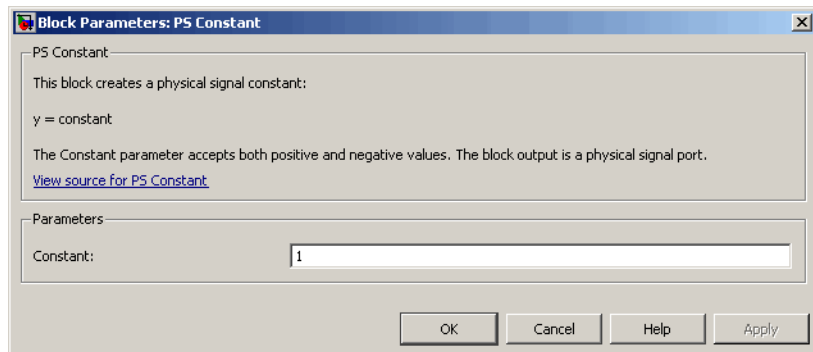 Block Parameters: PS Constant
PS Constant
This block creates a physical signal constant:
y = constant
The Constant parameter accepts both positive and negative values. The block output is a physical signal port.
View source for PS Constant
Parameters
Constant:
1
OK
Cancel
Help
Apply